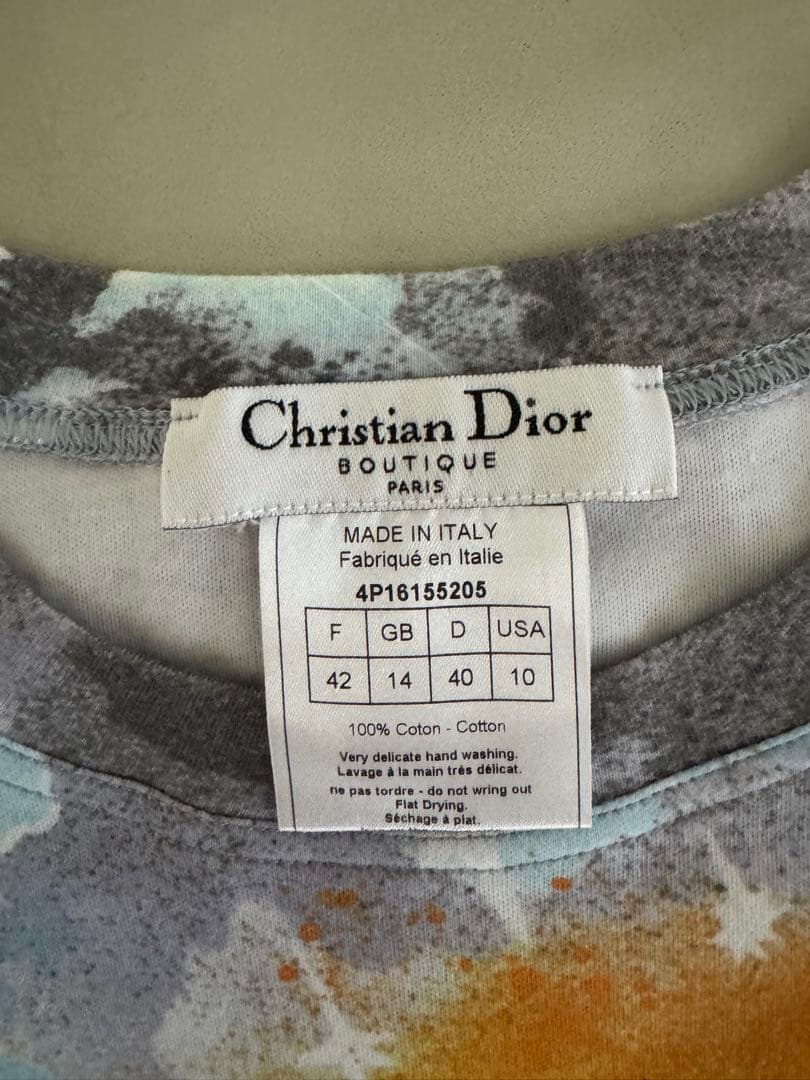 Christian Dior
BOUTIQUE
PARIS
MADE IN ITALY
Fabriqué en Italie
4P16155205
F GB D USA
42 14 40 10
100% Coton - Cotton
Very delicate hand washing.
Lavage à la main très délicat.
ne pas tordre - do not wring out
Flat Drying.
Séchage à plat.